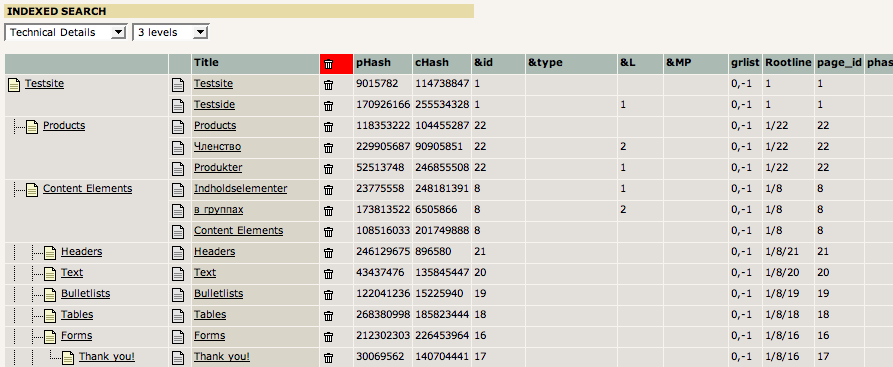 INDEXED SEARCH
Technical Details 3 levels
Title pHash cHash &id &type &L &MP grlist Rootline page_id phas
Testsite Testsite 9015782 114738847 1 0,-1 1 1
Testside 170926166 255534328 1 1 0,-1 1 1
Products Products 118353222 104455287 22 0,-1 1/22 22
Членство 229905687 90905851 22 2 0,-1 1/22 22
Produkter 52513748 246855508 22 1 0,-1 1/22 22
Content Elements Indholdselementer 23775558 248181391 8 1 0,-1 1/8 8
в группах 173813522 6505866 8 2 0,-1 1/8 8
Content Elements 108516033 201749888 8 0,-1 1/8 8
Headers Headers 246129675 896580 21 0,-1 1/8/21 21
Text Text 43437476 135845447 20 0,-1 1/8/20 20
Bulletlists Bulletlists 122041236 15225940 19 0,-1 1/8/19 19
Tables Tables 268380998 185823444 18 0,-1 1/8/18 18
Forms Forms 212302303 226453964 16 0,-1 1/8/16 16
Thank you! Thank you! 30069562 140704441 17 0,-1 1/8/16 17